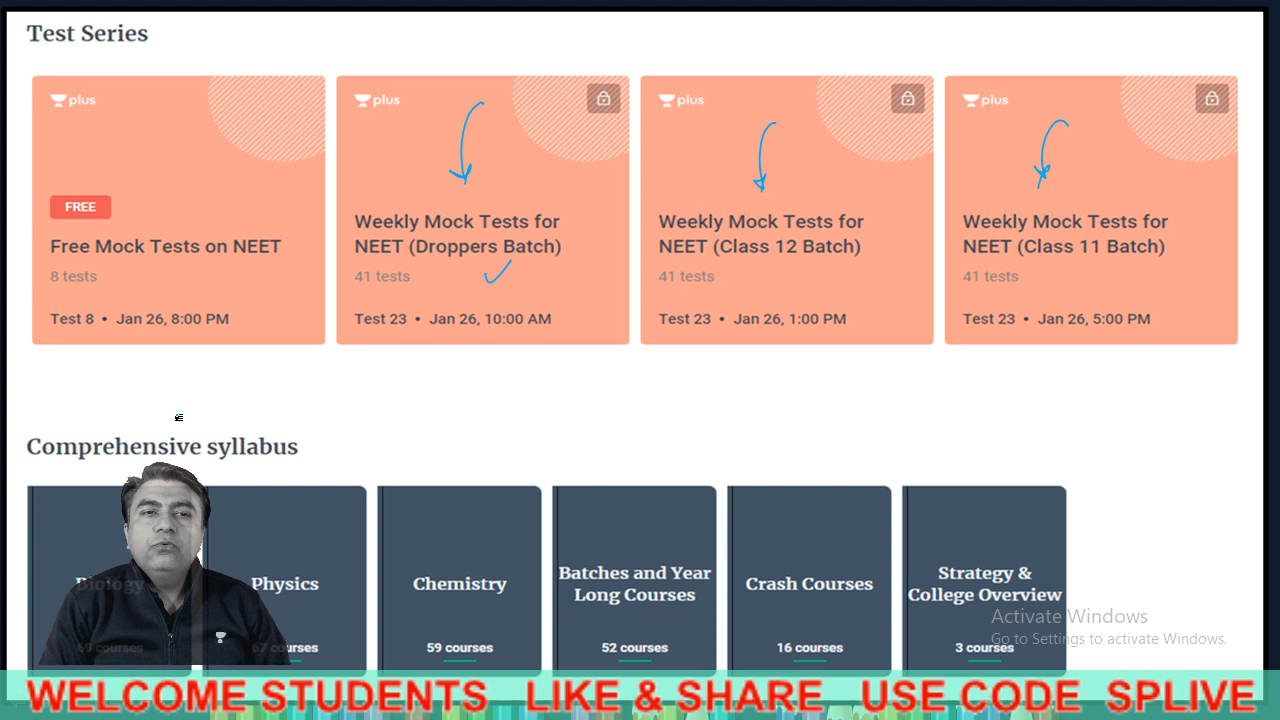 Test Series
plus
FREE
Free Mock Tests on NEET
8 tests
Test 8 • Jan 26, 8:00 PM
plus
Weekly Mock Tests for
NEET (Droppers Batch)
41 tests
Test 23 • Jan 26, 10:00 AM
plus
Weekly Mock Tests for
NEET (Class 12 Batch)
41 tests
Test 23 • Jan 26, 1:00 PM
plus
Weekly Mock Tests for
NEET (Class 11 Batch)
41 tests
Test 23 • Jan 26, 5:00 PM
Comprehensive syllabus
Biology
69 courses
Physics
67 courses
Chemistry
59 courses
Batches and Year
Long Courses
52 courses
Crash Courses
16 courses
Strategy &
College Overview
3 courses
Activate Windows
Go to Settings to activate Windows.
WELCOME STUDENTS LIKE & SHARE USE CODE SPLIVE